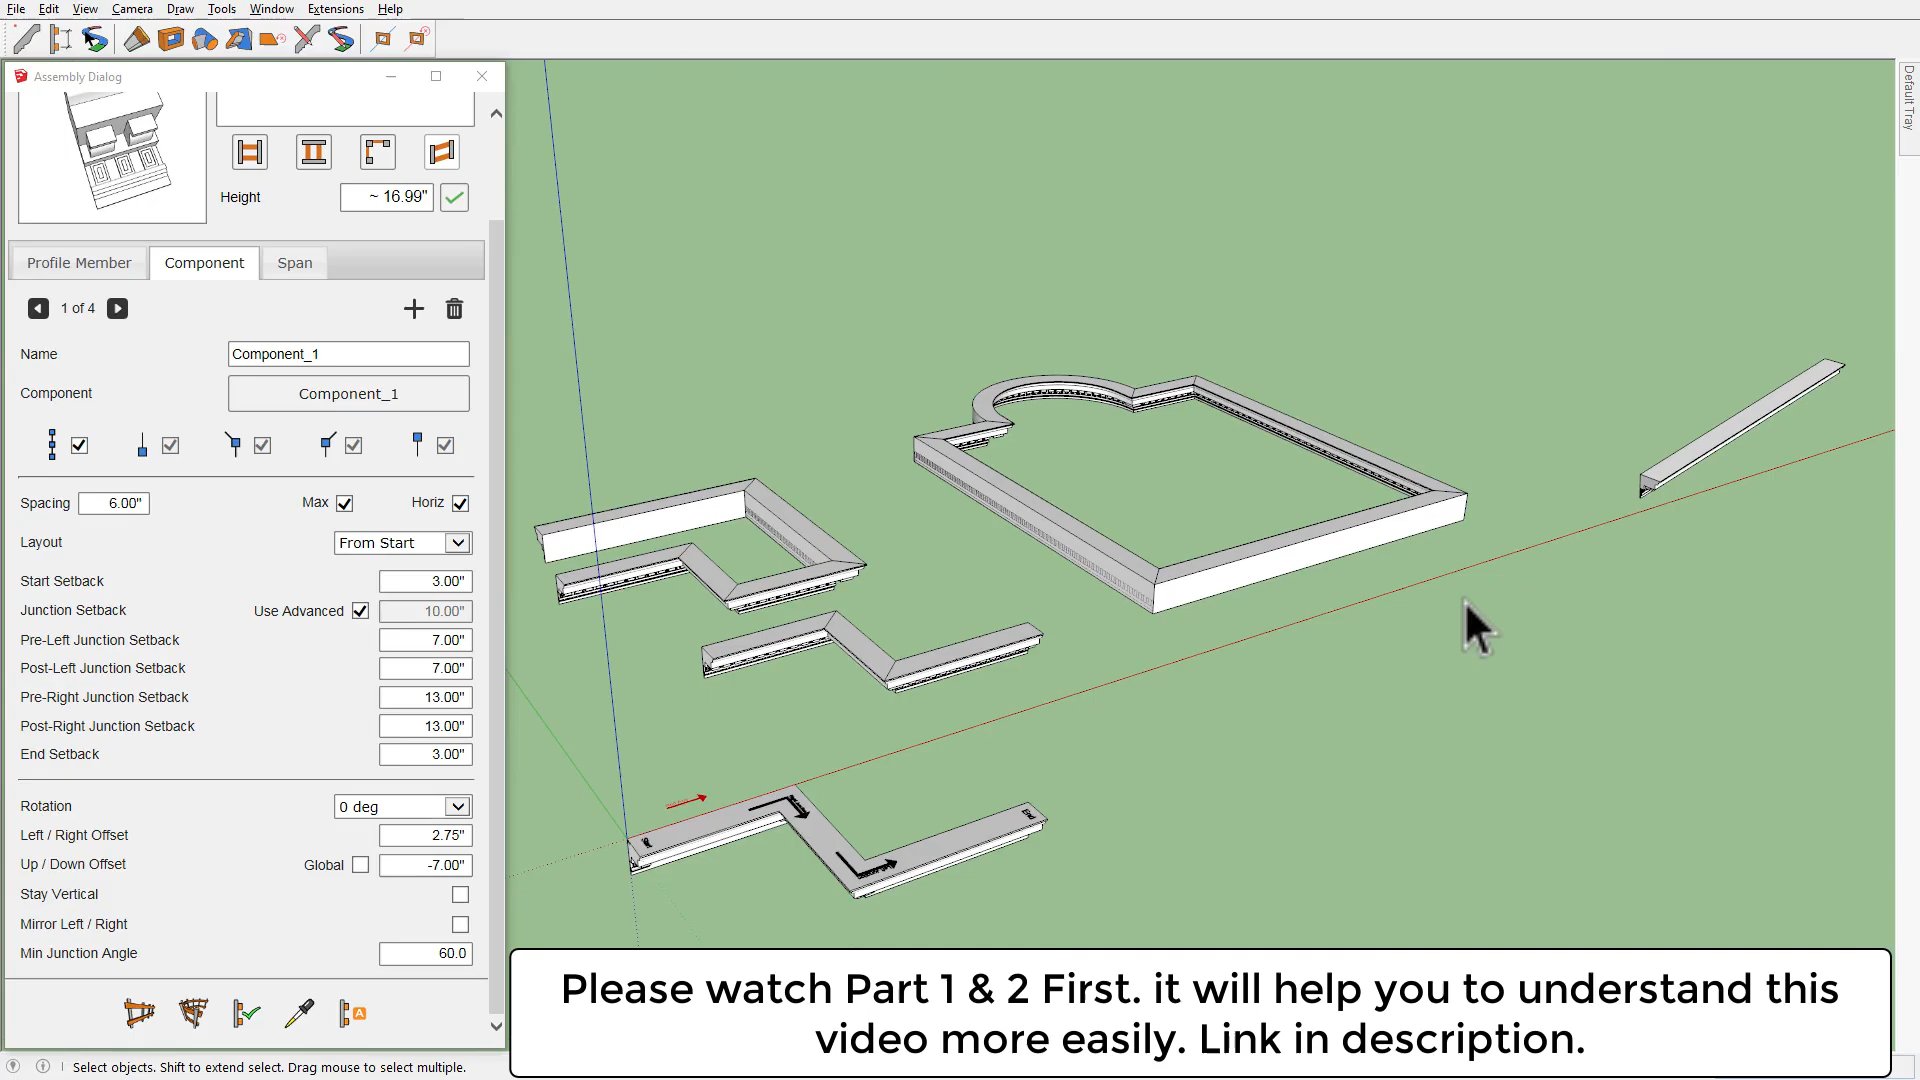 File Edit View Camera Draw Tools Window Extensions Help
Assembly Dialog
Height ~ 16.99"
Profile Member Component Span
1 of 4
Name Component_1
Component Component_1
Spacing 6.00" Max Horiz
Layout From Start
Start Setback 3.00"
Junction Setback Use Advanced 10.00"
Pre-Left Junction Setback 7.00"
Post-Left Junction Setback 7.00"
Pre-Right Junction Setback 13.00"
Post-Right Junction Setback 13.00"
End Setback 3.00"
Rotation 0 deg
Left / Right Offset 2.75"
Up / Down Offset Global -7.00"
Stay Vertical
Mirror Left / Right
Min Junction Angle 60.0
A
Select objects. Shift to extend select. Drag mouse to select multiple.
Default Tray
End
Please watch Part 1 & 2 First. it will help you to understand this
video more easily. Link in description.